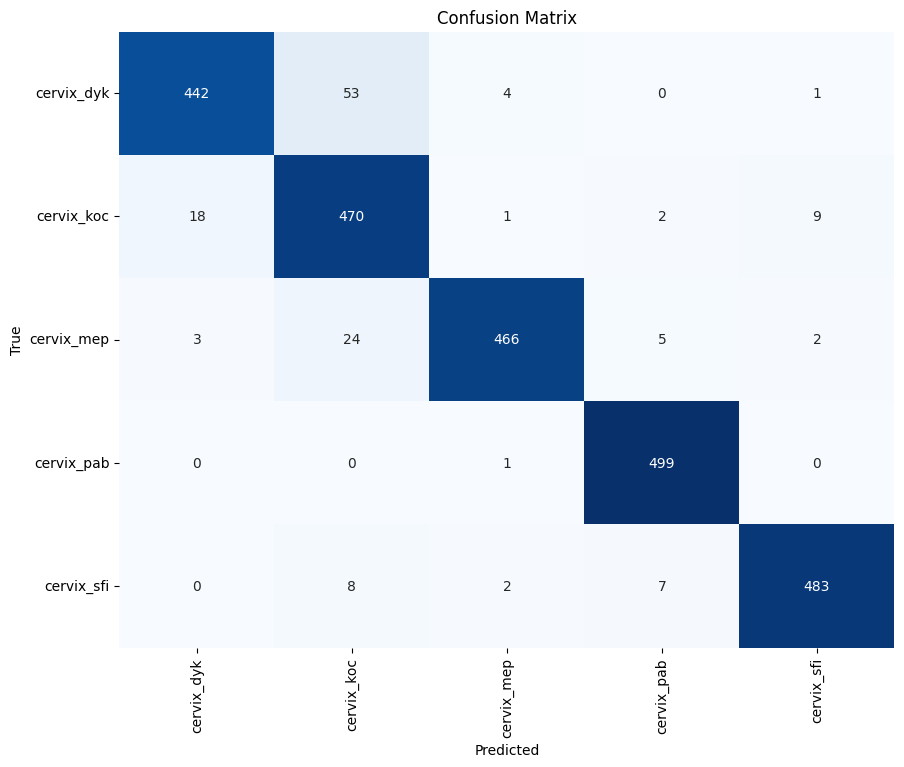 Confusion Matrix
cervix_dyk 442 53 4 0 1
cervix_koc 18 470 1 2 9
cervix_mep 3 24 466 5 2
cervix_pab 0 0 1 499 0
cervix_sfi 0 8 2 7 483
True
cervix_dyk cervix_koc cervix_mep cervix_pab cervix_sfi
Predicted